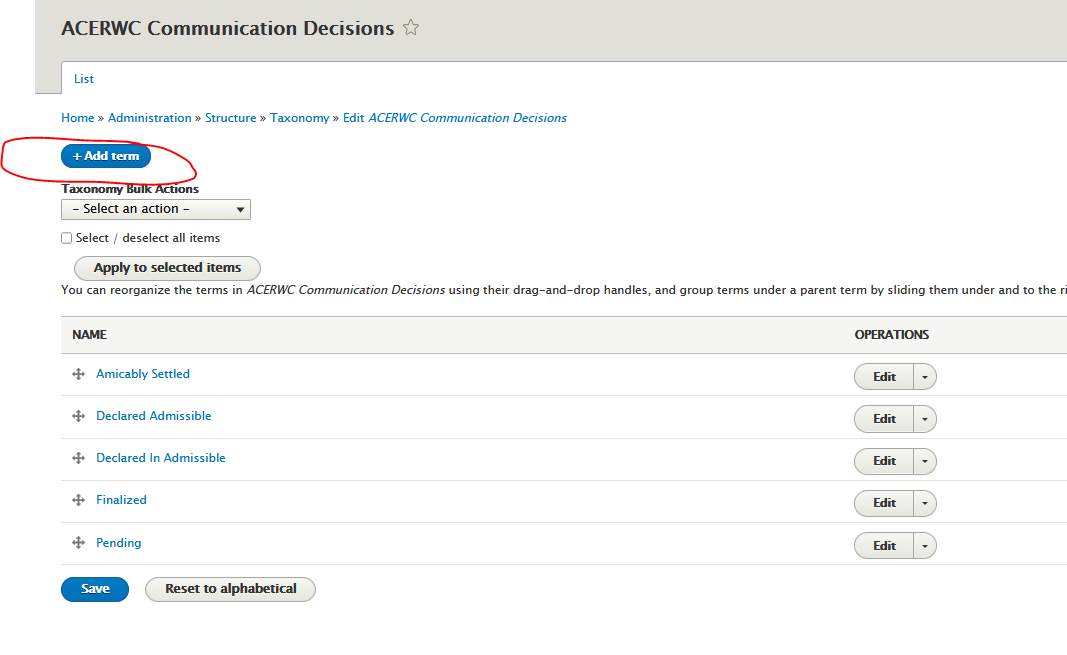 ACERWC Communication Decisions
List
Home » Administration » Structure » Taxonomy » Edit ACERWC Communication Decisions
+ Add term
Taxonomy Bulk Actions
- Select an action -
Select / deselect all items
Apply to selected items
You can reorganize the terms in ACERWC Communication Decisions using their drag-and-drop handles, and group terms under a parent term by sliding them under and to the
NAME OPERATIONS
Amicably Settled Edit
Declared Admissible Edit
Declared In Admissible Edit
Finalized Edit
Pending Edit
Save Reset to alphabetical